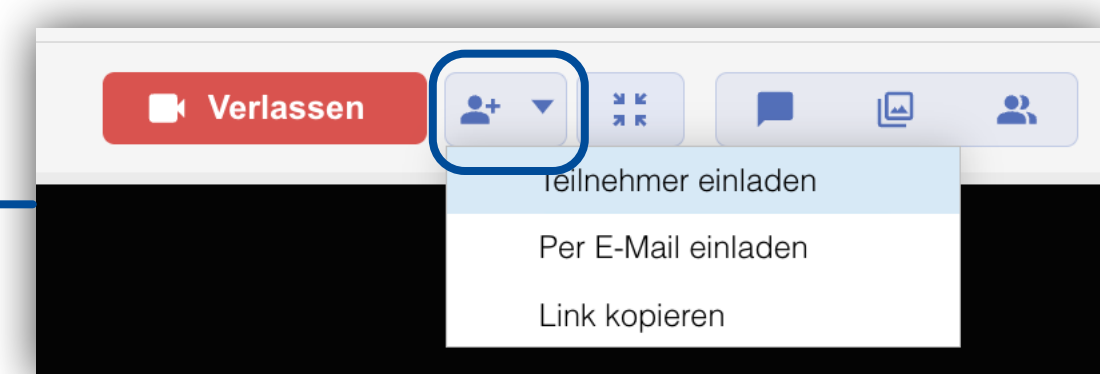 Verlassen
Teilnehmer einladen
Per E-Mail einladen
Link kopieren